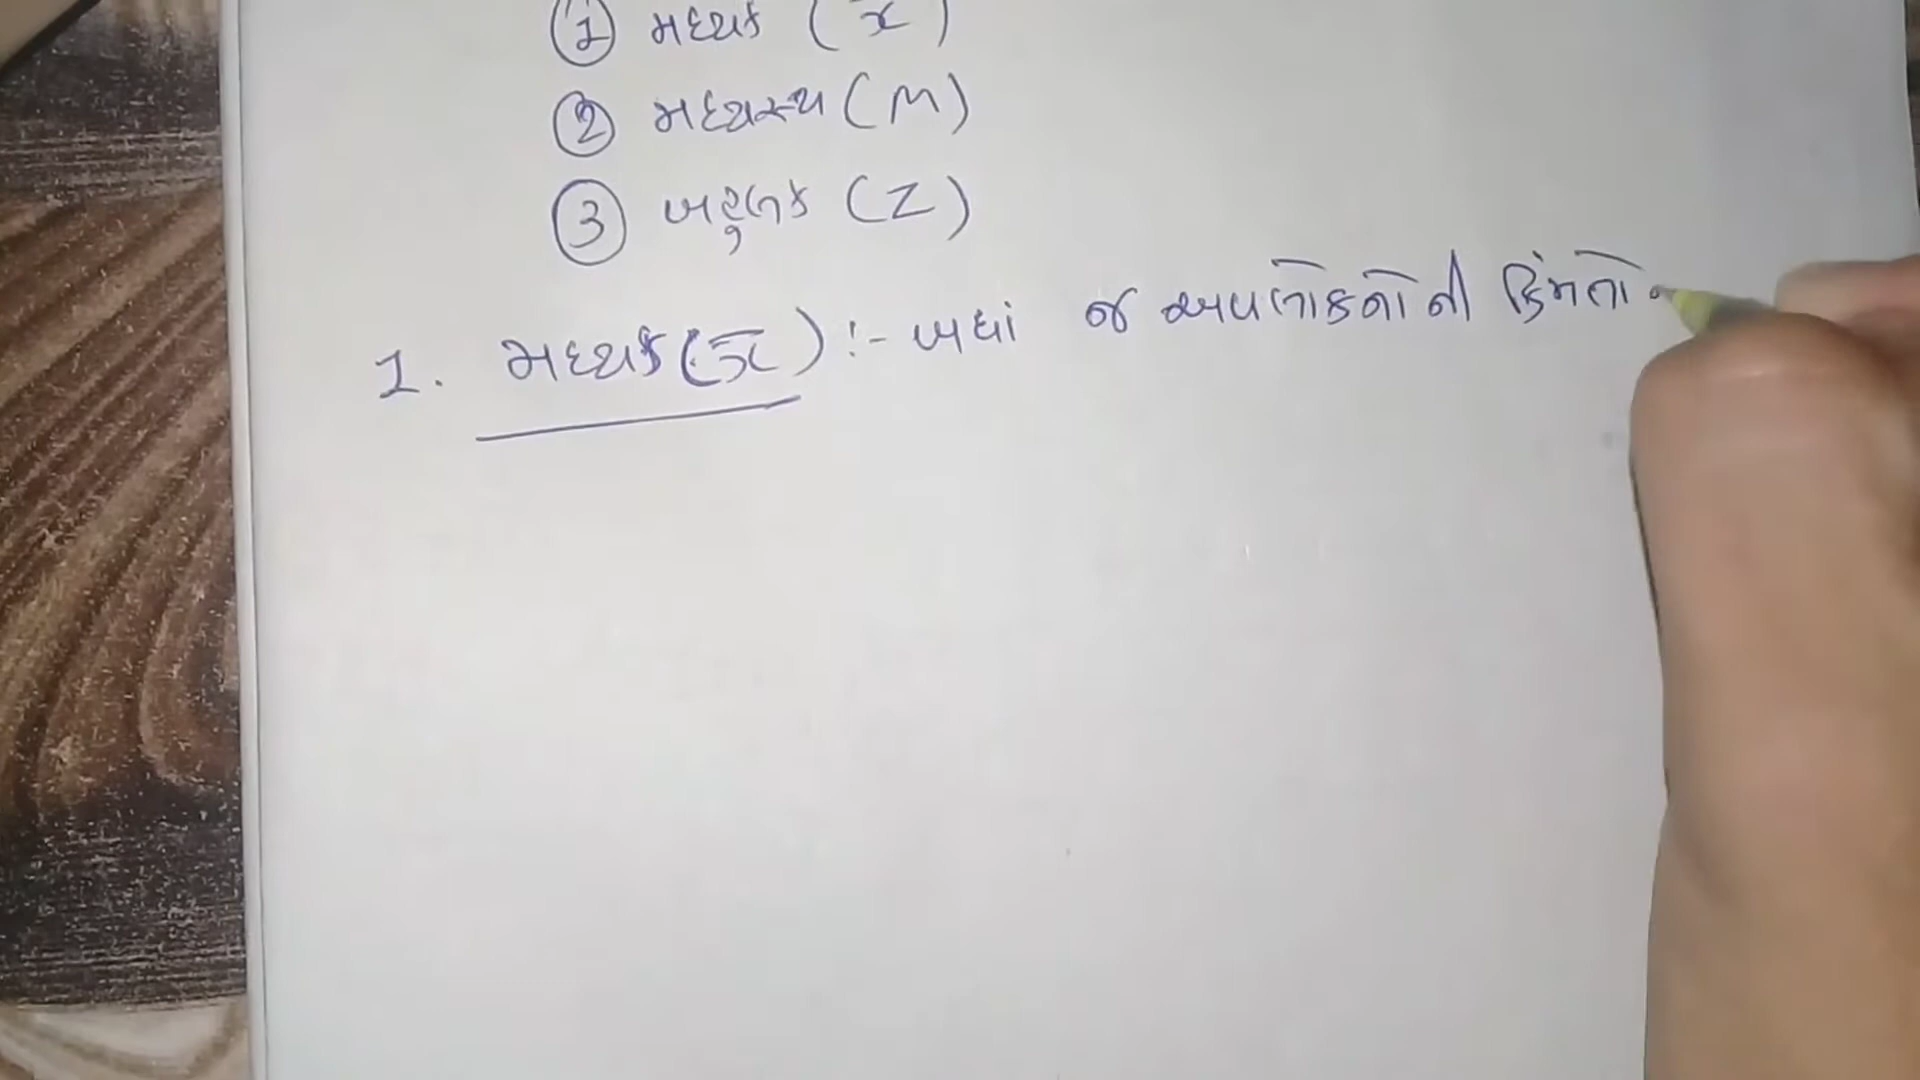 ① મધ્યક (x̄)
② મધ્યસ્થ (M)
③ બહુલક (Z)
1. મધ્યક (x̄) :- બધાં જ અવલોકનોની કિંમતો